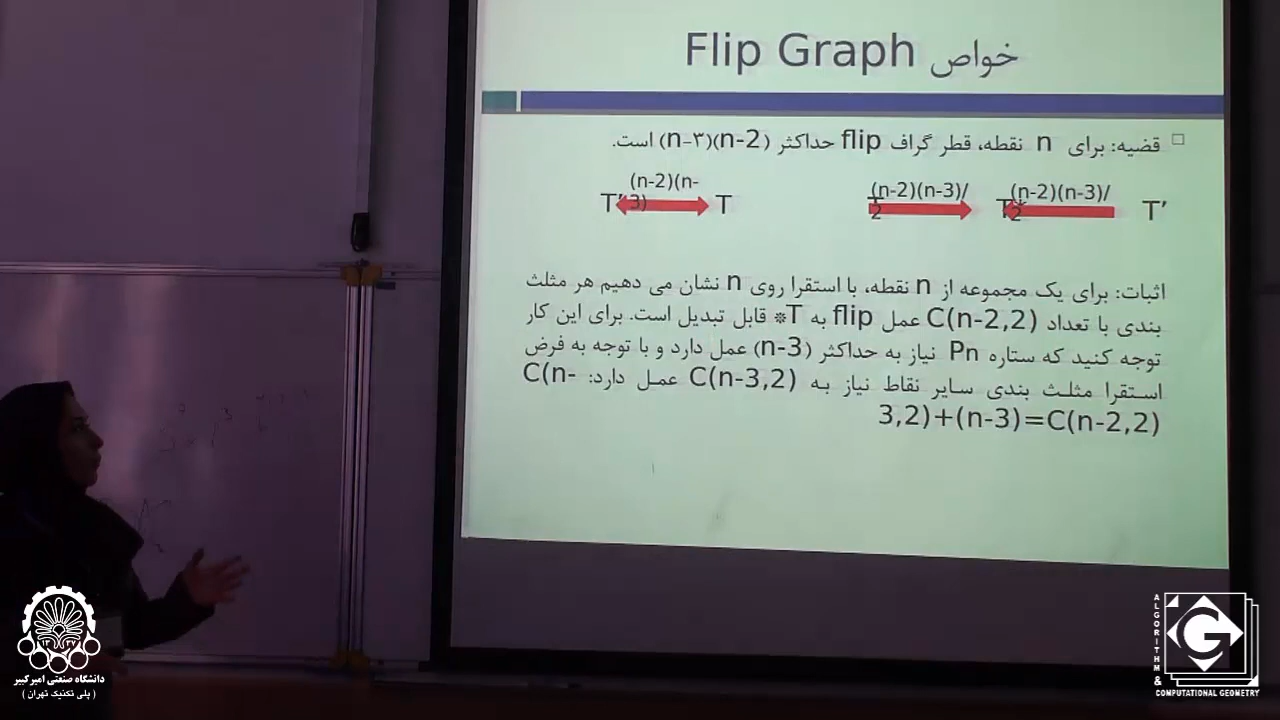 خواص Flip Graph
قضیه: برای n نقطه، قطر گراف flip حداکثر (n-2)(n-۳) است.
(n-2)(n-3)
T' T
(n-2)(n-3)/2
T
(n-2)(n-3)/2
T* T'
اثبات: برای یک مجموعه از n نقطه، با استقرا روی n نشان می دهیم هر مثلث
بندی با تعداد C(n-2,2) عمل flip به T* قابل تبدیل است. برای این کار
توجه کنید که ستاره Pn نیاز به حداکثر (n-3) عمل دارد و با توجه به فرض
استقرا مثلث بندی سایر نقاط نیاز به C(n-3,2) عمل دارد: C(n-
3,2)+(n-3)=C(n-2,2)
دانشگاه صنعتی امیرکبیر
( پلی تکنیک تهران )
ALGORITHM &
COMPUTATIONAL GEOMETRY